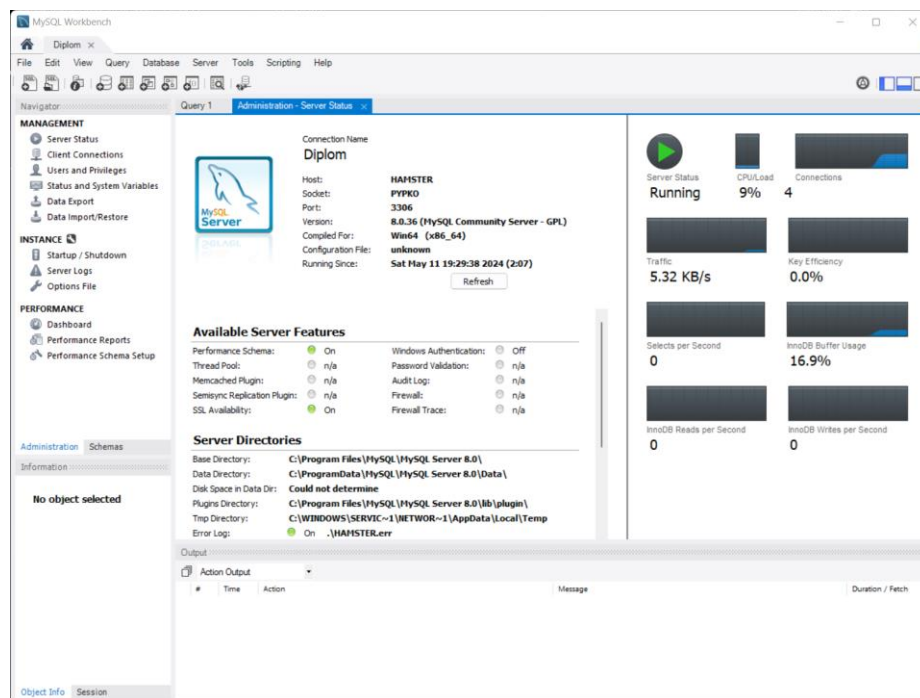 MySQL Workbench
Diplom
File Edit View Query Database Server Tools Scripting Help
Navigator
MANAGEMENT
Server Status
Client Connections
Users and Privileges
Status and System Variables
Data Export
Data Import/Restore
INSTANCE
Startup / Shutdown
Server Logs
Options File
PERFORMANCE
Dashboard
Performance Reports
Performance Schema Setup
Administration Schemas
Information
No object selected
Object Info Session
Query 1 Administration - Server Status
MySQL
Server
Connection Name
Diplom
Host: HAMSTER
Socket: PYPKO
Port: 3306
Version: 8.0.36 (MySQL Community Server - GPL)
Compiled For: Win64 (x86_64)
Configuration File: unknown
Running Since: Sat May 11 19:29:38 2024 (2:07)
Refresh
Available Server Features
Performance Schema: On Windows Authentication: Off
Thread Pool: n/a Password Validation: n/a
Memcached Plugin: n/a Audit Log: n/a
Semisync Replication Plugin: n/a Firewall: n/a
SSL Availability: On Firewall Trace: n/a
Server Directories
Base Directory: C:\Program Files\MySQL\MySQL Server 8.0\
Data Directory: C:\ProgramData\MySQL\MySQL Server 8.0\Data\
Disk Space in Data Dir: Could not determine
Plugins Directory: C:\Program Files\MySQL\MySQL Server 8.0\lib\plugin\
Tmp Directory: C:\WINDOWS\SERVIC~1\NETWOR~1\AppData\Local\Temp
Error Log: On .\HAMSTER.err
Server Status CPU/Load Connections
Running 9% 4
Traffic Key Efficiency
5.32 KB/s 0.0%
Selects per Second InnoDB Buffer Usage
0 16.9%
InnoDB Reads per Second InnoDB Writes per Second
0 0
Output
Action Output
# Time Action Message Duration / Fetch